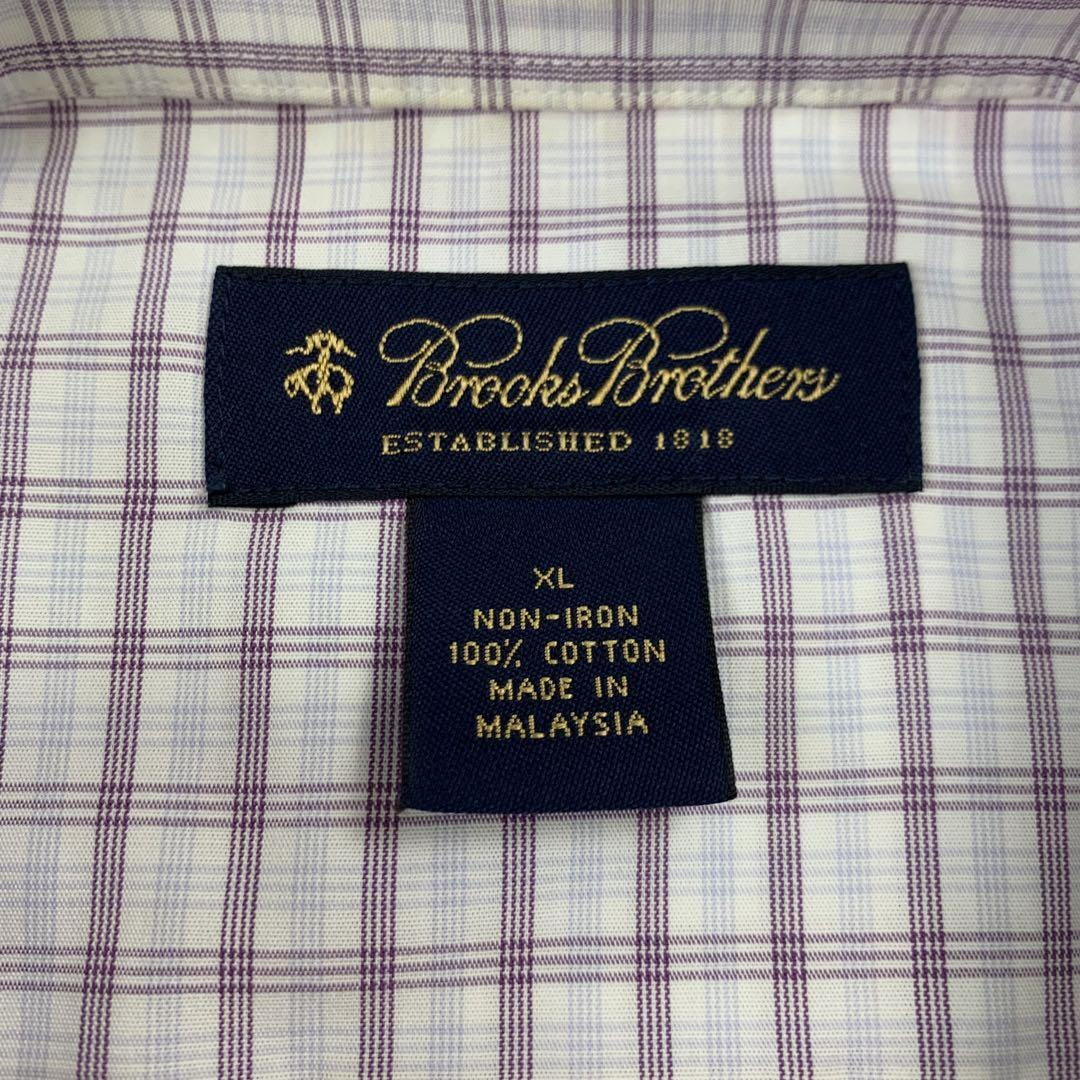 Brooks Brothers
ESTABLISHED 1818
XL
NON-IRON
100% COTTON
MADE IN
MALAYSIA